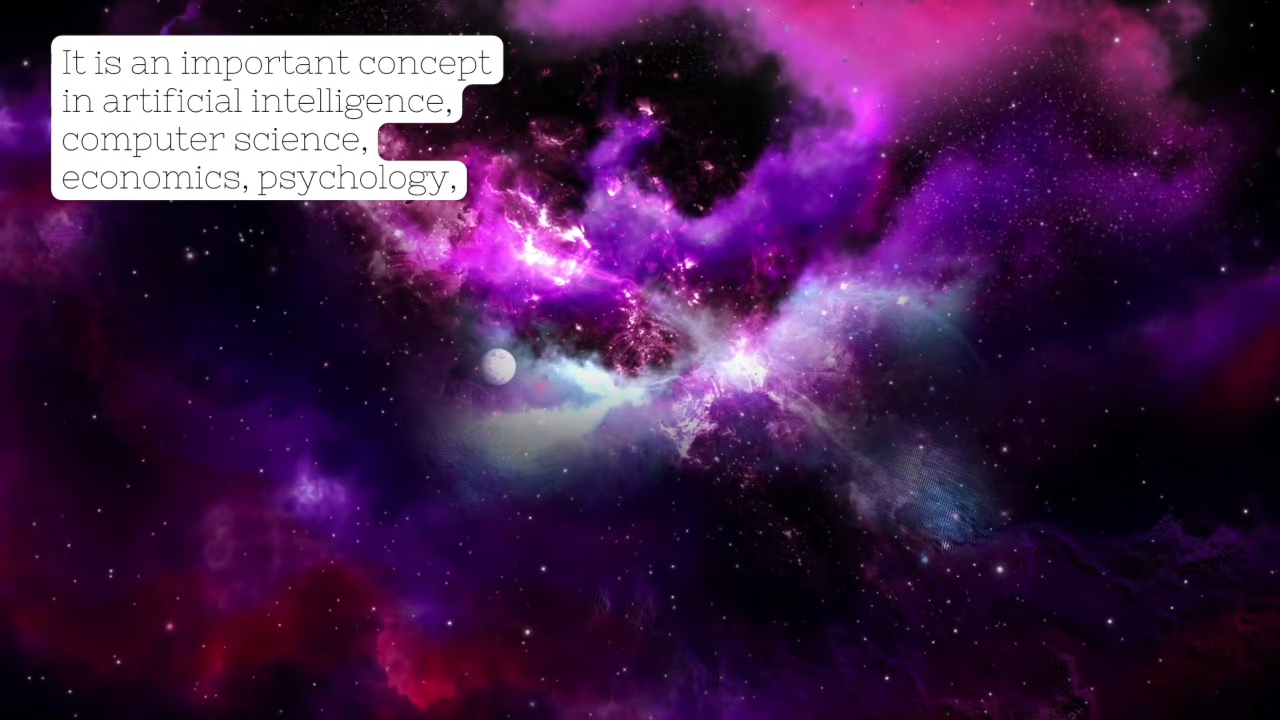 It is an important concept
in artificial intelligence,
computer science,
economics, psychology,